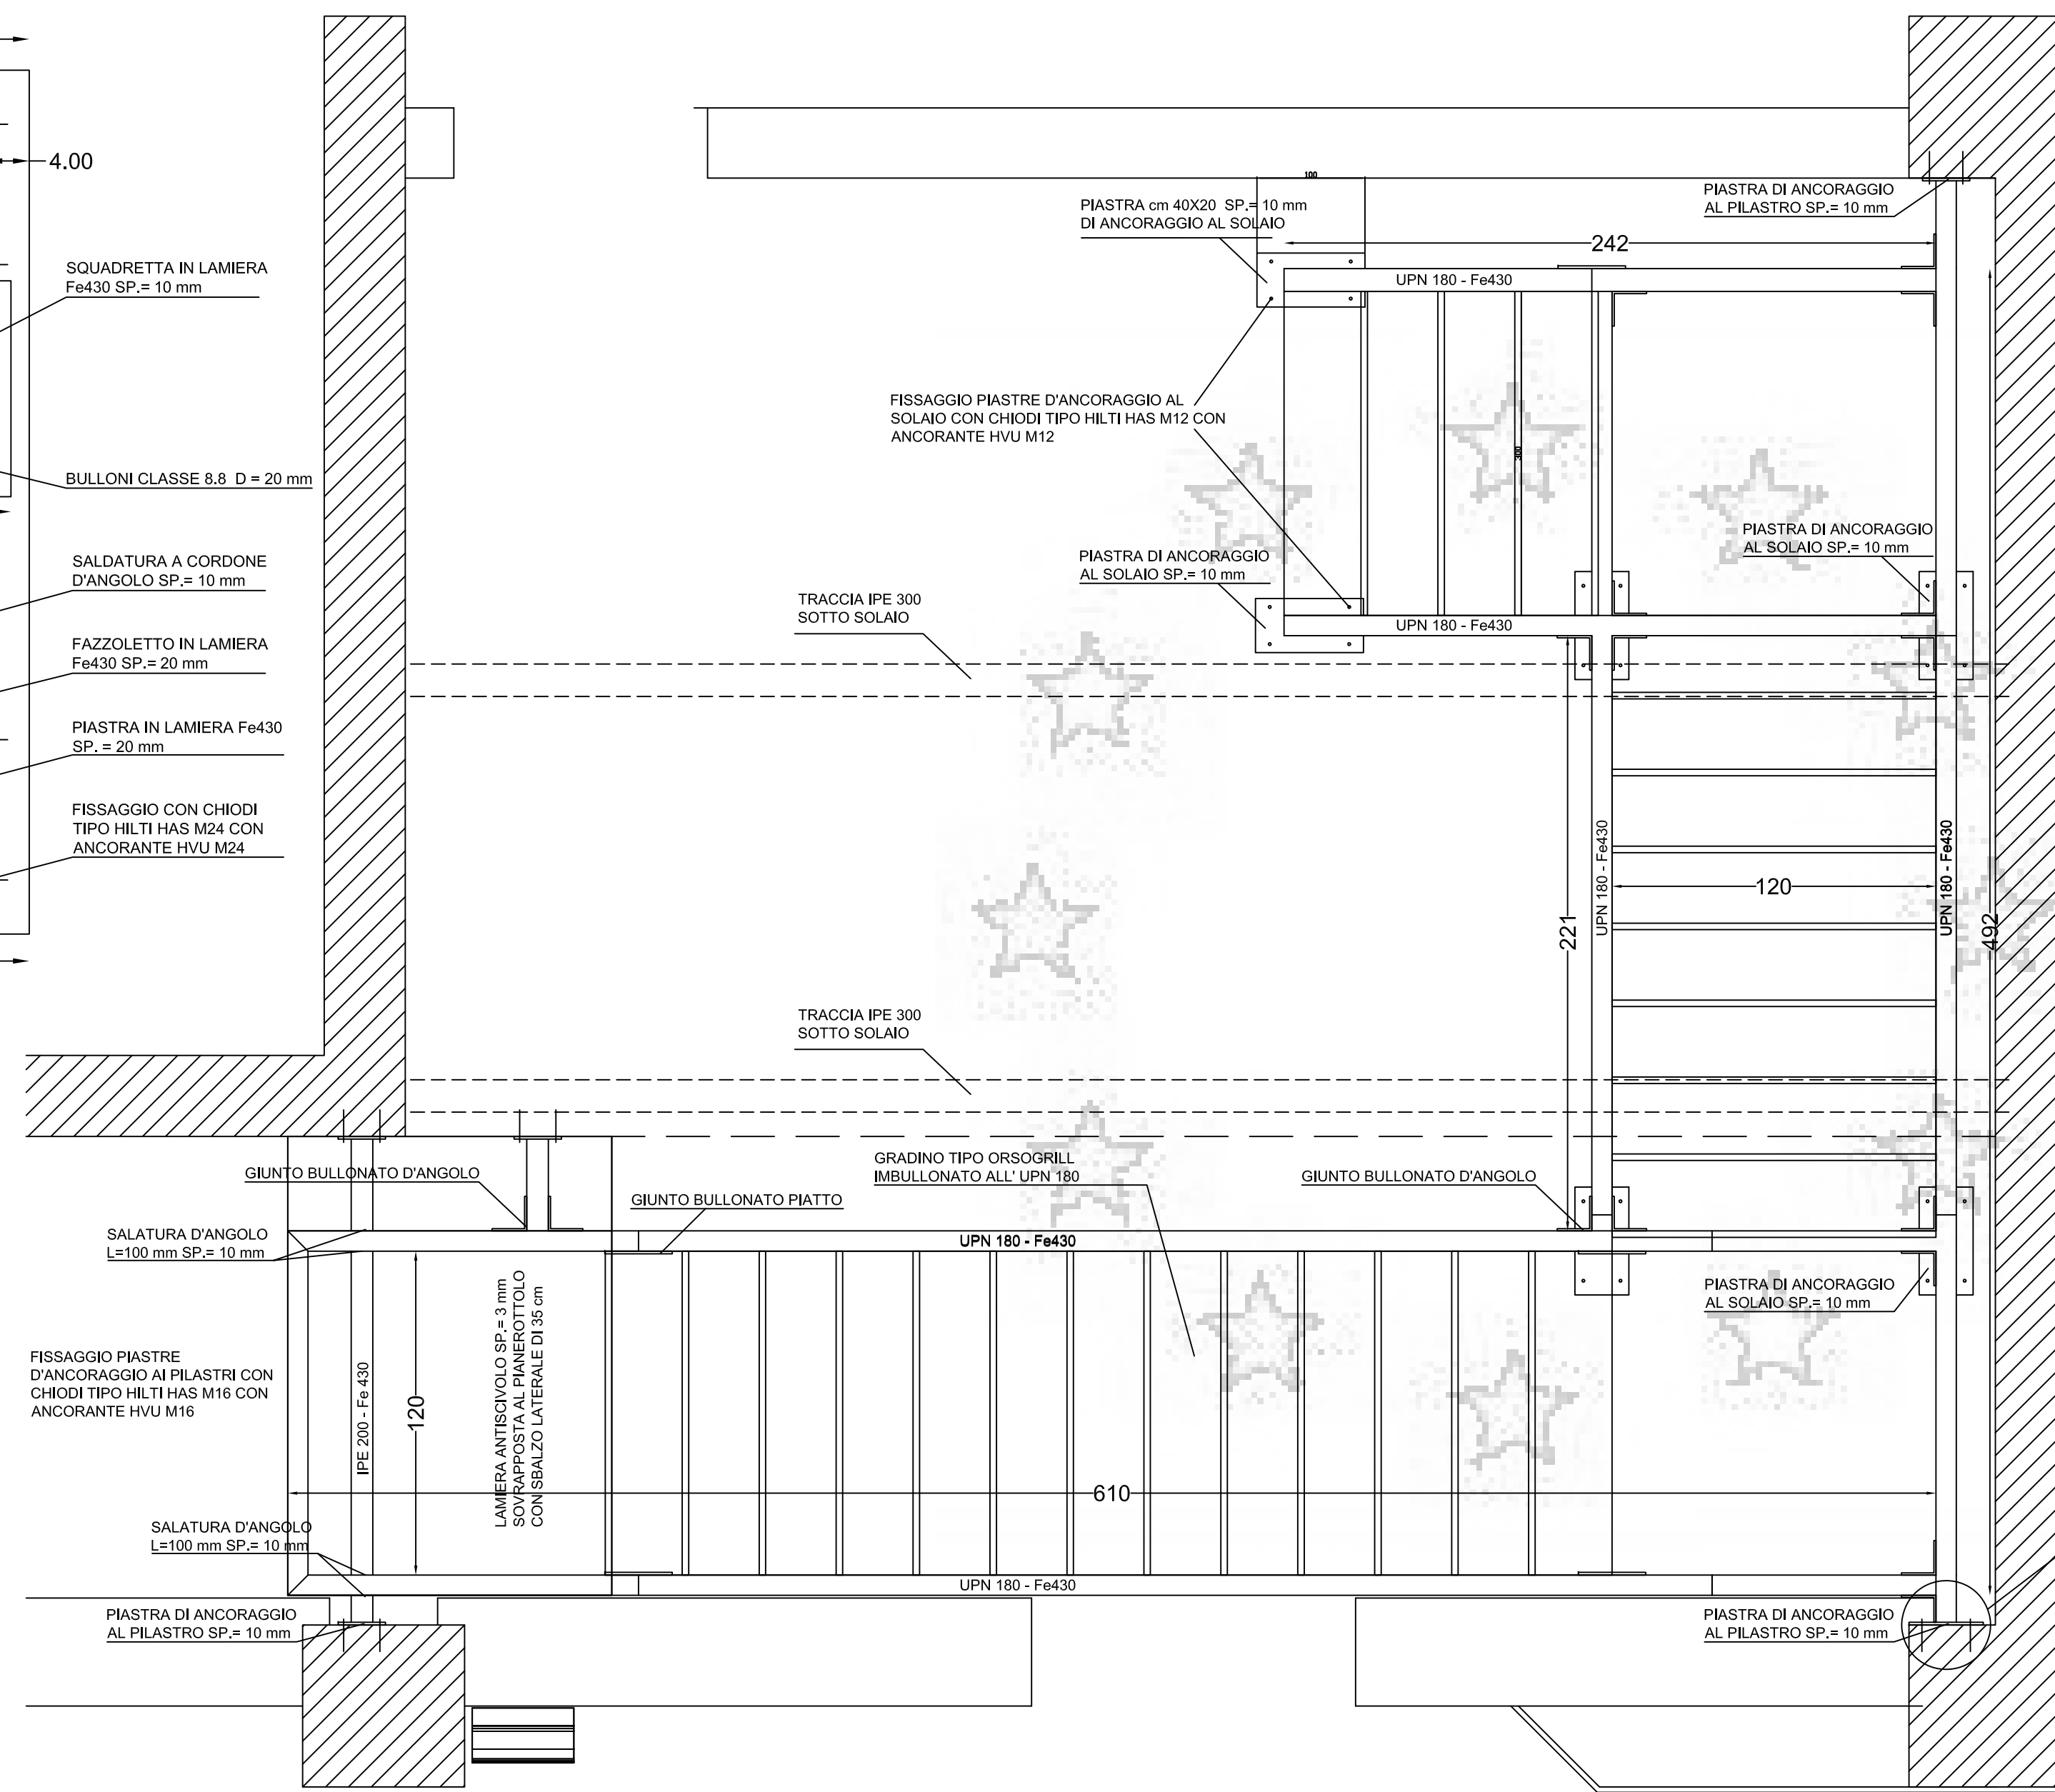 4.00
SQUADRETTA IN LAMIERA
Fe430 SP.= 10 mm
BULLONI CLASSE 8.8 D = 20 mm
SALDATURA A CORDONE
D'ANGOLO SP.= 10 mm
FAZZOLETTO IN LAMIERA
Fe430 SP.= 20 mm
PIASTRA IN LAMIERA Fe430
SP. = 20 mm
FISSAGGIO CON CHIODI
TIPO HILTI HAS M24 CON
ANCORANTE HVU M24
100
PIASTRA cm 40X20 SP.= 10 mm
DI ANCORAGGIO AL SOLAIO
PIASTRA DI ANCORAGGIO
AL PILASTRO SP.= 10 mm
242
UPN 180 - Fe430
FISSAGGIO PIASTRE D'ANCORAGGIO AL
SOLAIO CON CHIODI TIPO HILTI HAS M12 CON
ANCORANTE HVU M12
300
PIASTRA DI ANCORAGGIO
AL SOLAIO SP.= 10 mm
PIASTRA DI ANCORAGGIO
AL SOLAIO SP.= 10 mm
TRACCIA IPE 300
SOTTO SOLAIO
UPN 180 - Fe430
221
UPN 180 - Fe430
120
UPN 180 - Fe430
492
TRACCIA IPE 300
SOTTO SOLAIO
GIUNTO BULLONATO D'ANGOLO
GIUNTO BULLONATO PIATTO
GRADINO TIPO ORSOGRILL
IMBULLONATO ALL' UPN 180
GIUNTO BULLONATO D'ANGOLO
SALATURA D'ANGOLO
L=100 mm SP.= 10 mm
UPN 180 - Fe430
PIASTRA DI ANCORAGGIO
AL SOLAIO SP.= 10 mm
FISSAGGIO PIASTRE
D'ANCORAGGIO AI PILASTRI CON
CHIODI TIPO HILTI HAS M16 CON
ANCORANTE HVU M16
IPE 200 - Fe 430
120
LAMIERA ANTISCIVOLO SP.= 3 mm
SOVRAPPOSTA AL PIANEROTTOLO
CON SBALZO LATERALE DI 35 cm
610
SALATURA D'ANGOLO
L=100 mm SP.= 10 mm
UPN 180 - Fe430
PIASTRA DI ANCORAGGIO
AL PILASTRO SP.= 10 mm
PIASTRA DI ANCORAGGIO
AL PILASTRO SP.= 10 mm